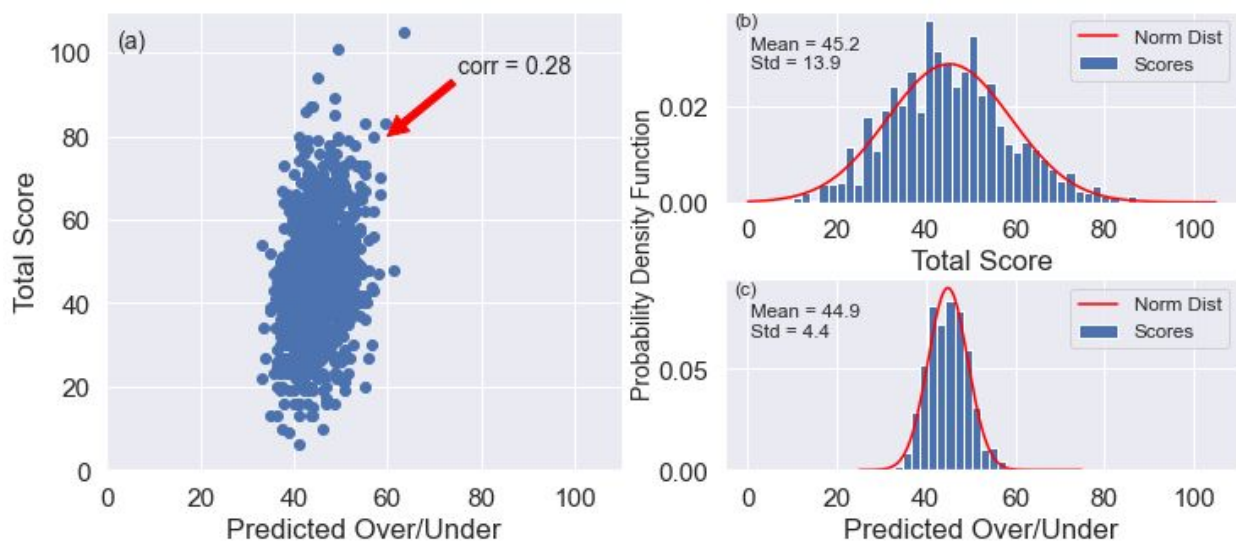 (a)
corr = 0.28
100
80
60
40
20
0
Total Score
0 20 40 60 80 100
Predicted Over/Under
(b)
Mean = 45.2
Std = 13.9
Norm Dist
Scores
0.02
0.00
0 20 40 60 80 100
Total Score
Probability Density Function
(c)
Mean = 44.9
Std = 4.4
Norm Dist
Scores
0.05
0.00
0 20 40 60 80 100
Predicted Over/Under